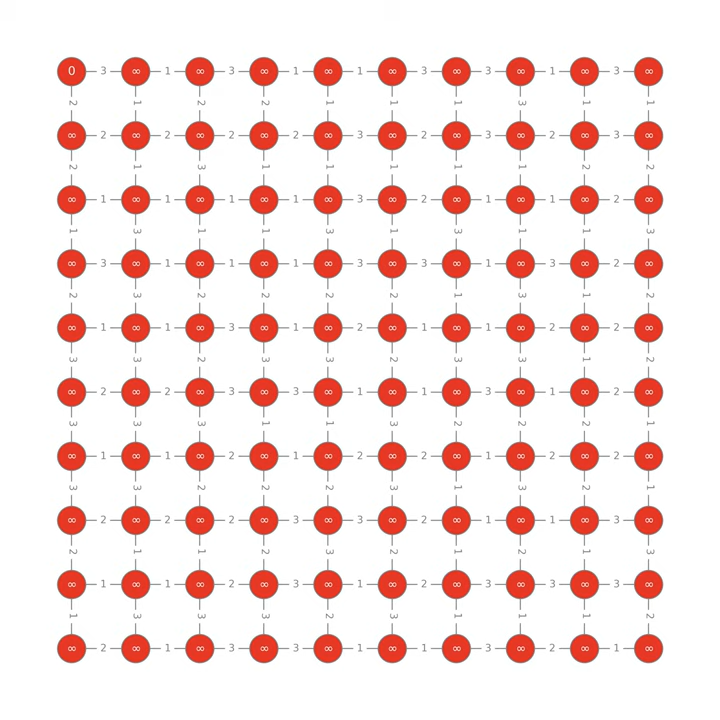 0 3 ∞ 1 ∞ 3 ∞ 1 ∞ 1 ∞ 3 ∞ 3 ∞ 1 ∞ 3 ∞
2 1 2 2 1 1 1 3 1 1
∞ 2 ∞ 2 ∞ 2 ∞ 2 ∞ 3 ∞ 2 ∞ 3 ∞ 1 ∞ 3 ∞
2 1 3 1 1 1 1 1 2 2
∞ 1 ∞ 1 ∞ 1 ∞ 1 ∞ 3 ∞ 2 ∞ 1 ∞ 1 ∞ 2 ∞
1 3 1 1 3 1 3 1 1 3
∞ 3 ∞ 1 ∞ 1 ∞ 1 ∞ 3 ∞ 3 ∞ 1 ∞ 3 ∞ 2 ∞
2 3 2 2 2 2 1 3 1 2
∞ 1 ∞ 1 ∞ 3 ∞ 1 ∞ 2 ∞ 1 ∞ 1 ∞ 2 ∞ 2 ∞
3 3 2 3 3 2 3 1 1 2
∞ 2 ∞ 2 ∞ 3 ∞ 3 ∞ 1 ∞ 1 ∞ 3 ∞ 1 ∞ 2 ∞
3 3 3 1 1 3 2 2 2 1
∞ 1 ∞ 1 ∞ 2 ∞ 1 ∞ 2 ∞ 2 ∞ 1 ∞ 2 ∞ 2 ∞
3 1 2 2 2 3 1 3 2 1
∞ 2 ∞ 2 ∞ 2 ∞ 3 ∞ 3 ∞ 2 ∞ 1 ∞ 1 ∞ 1 ∞
2 1 1 2 3 2 1 2 1 3
∞ 1 ∞ 1 ∞ 2 ∞ 3 ∞ 1 ∞ 2 ∞ 3 ∞ 3 ∞ 3 ∞
1 3 3 3 2 3 1 1 1 2
∞ 2 ∞ 1 ∞ 3 ∞ 3 ∞ 1 ∞ 1 ∞ 3 ∞ 2 ∞ 1 ∞